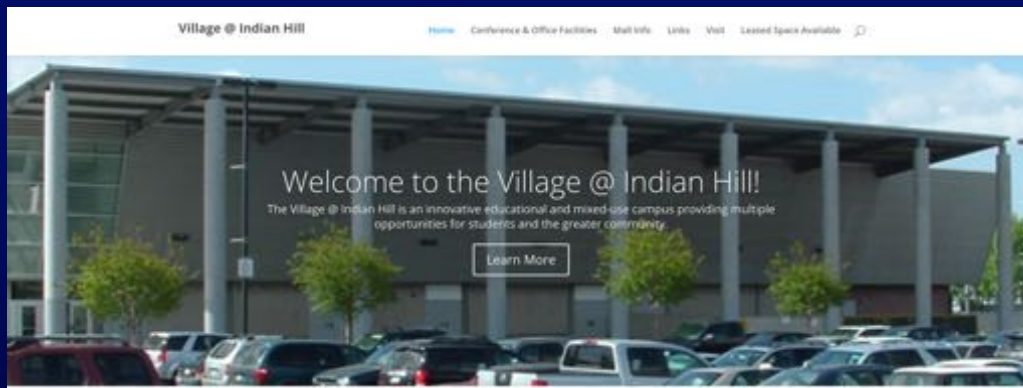 Village @ Indian Hill
Home Conference & Office Facilities Mall Info Links Visit Leased Space Available
Welcome to the Village @ Indian Hill!
The Village @ Indian Hill is an innovative educational and mixed-use campus providing multiple
opportunities for students and the greater community.
Learn More